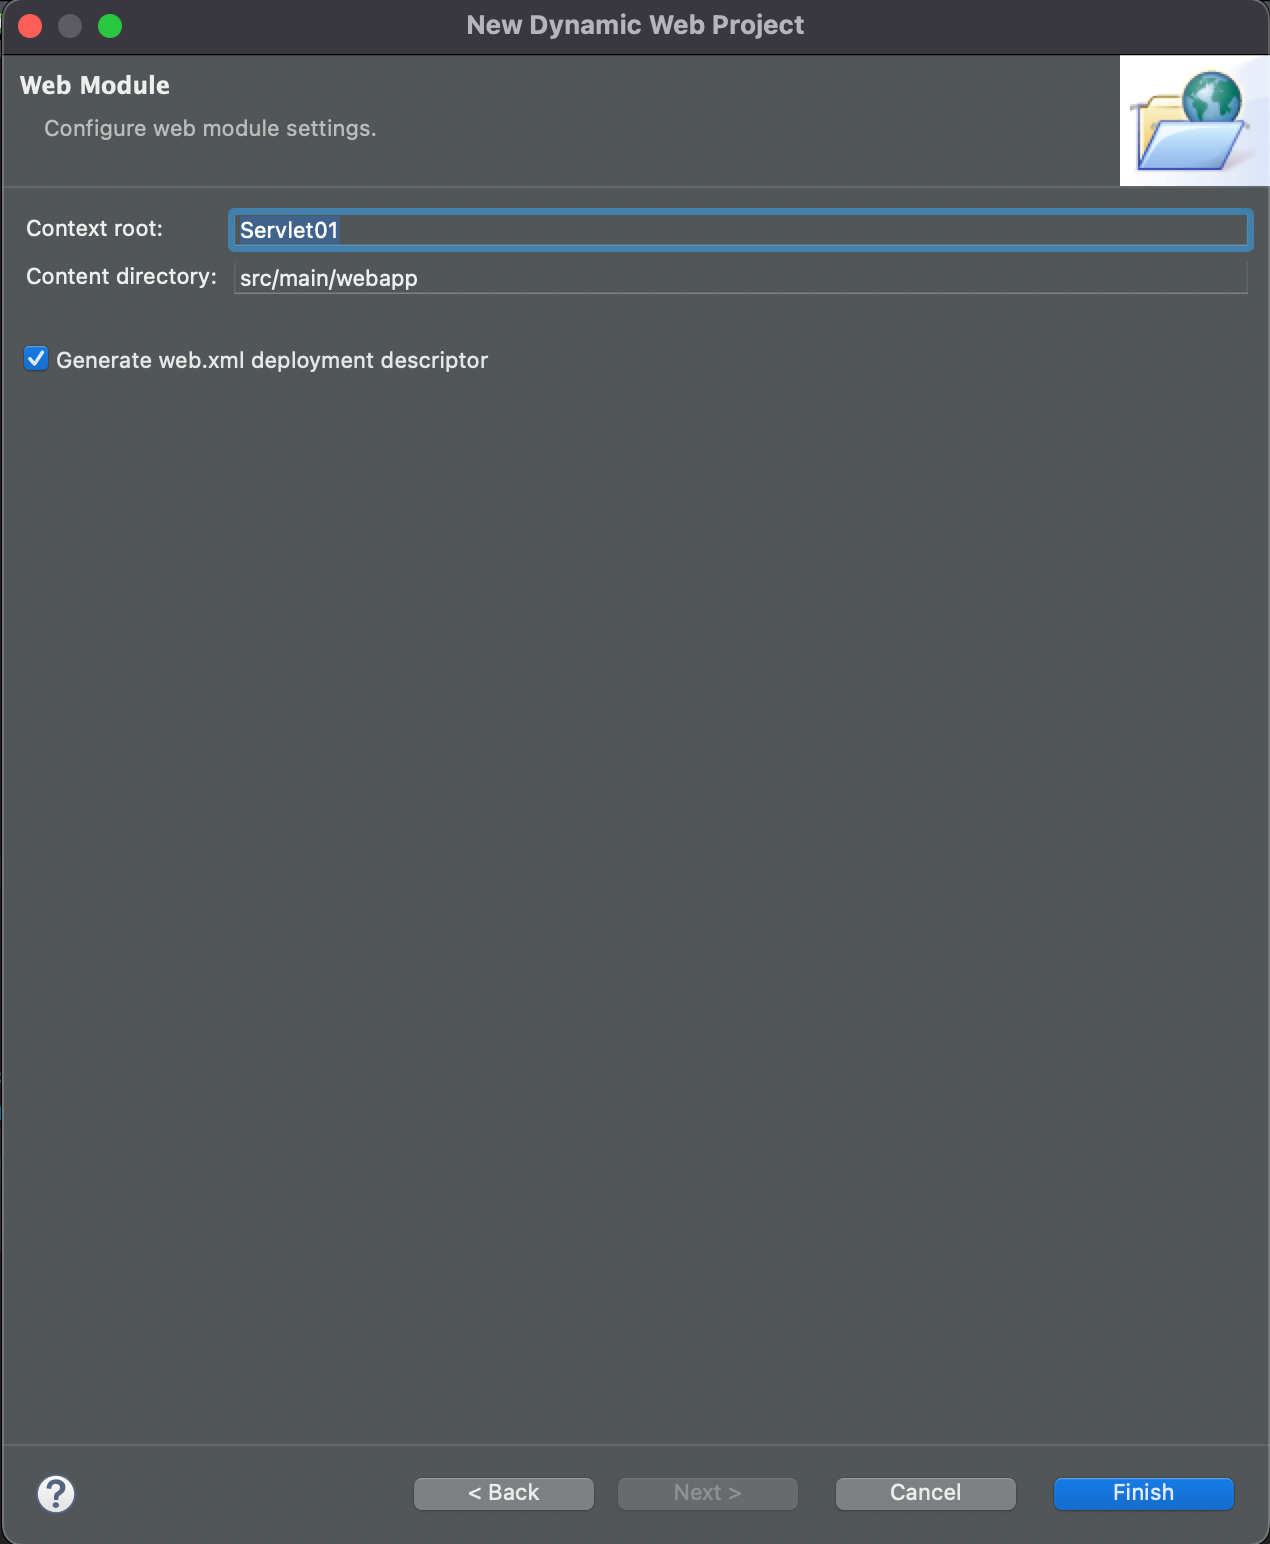 New Dynamic Web Project
Web Module
Configure web module settings.
Context root: Servlet01
Content directory: src/main/webapp
Generate web.xml deployment descriptor
? < Back Next > Cancel Finish